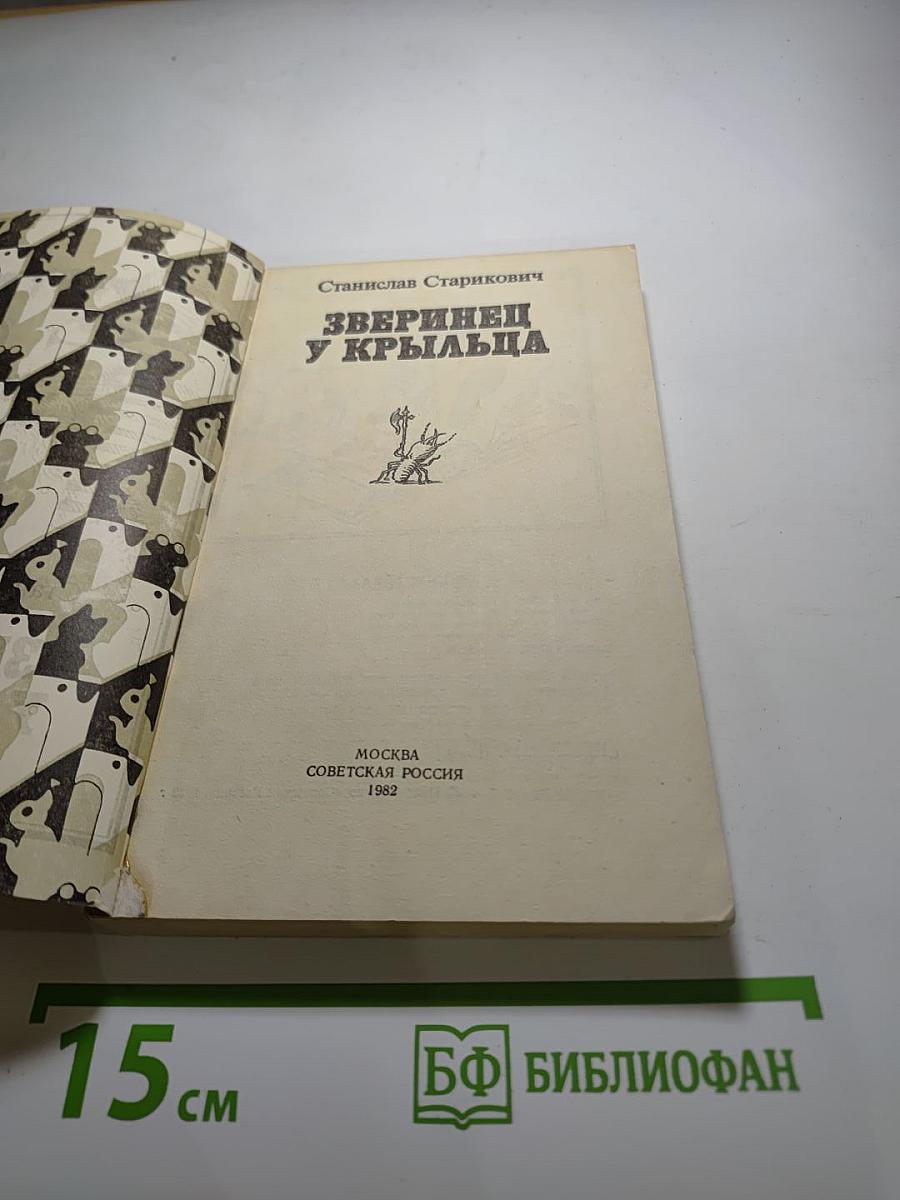 Станислав Старикович
ЗВЕРИНЕЦ
У КРЫЛЬЦА
МОСКВА
СОВЕТСКАЯ РОССИЯ
1982
15 см
БФ БИБЛИОФАН